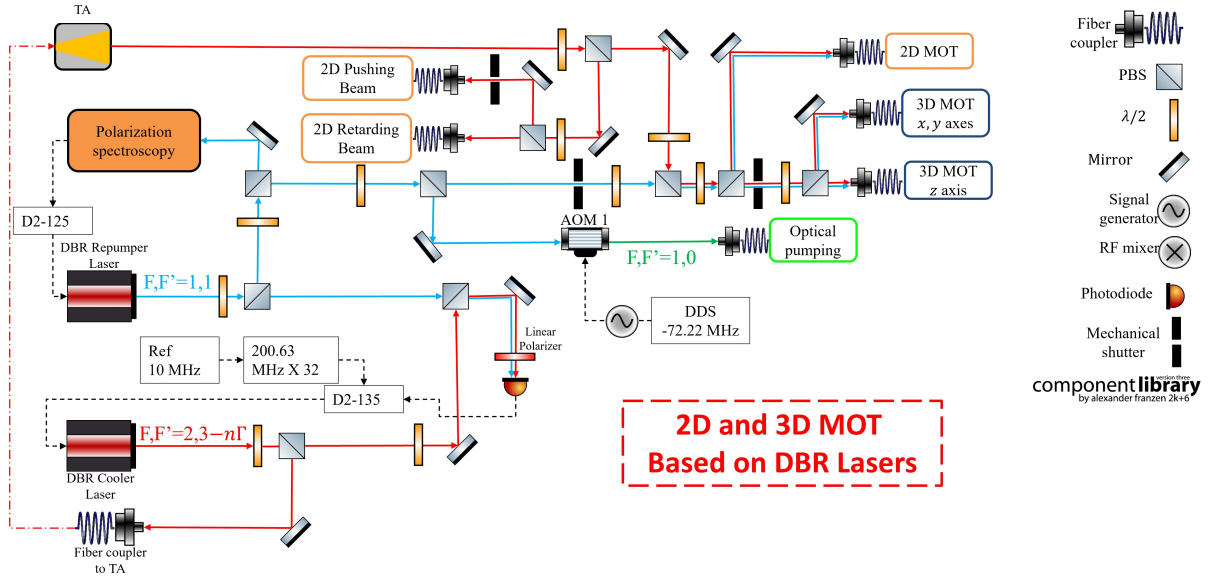 TA
2D Pushing
Beam
2D Retarding
Beam
Polarization
spectroscopy
D2-125
DBR Repumper
Laser
F,F’=1,1
2D MOT
3D MOT
x, y axes
3D MOT
z axis
AOM 1
F,F’=1,0
Optical
pumping
DDS
-72.22 MHz
Linear
Polarizer
Ref
10 MHz
200.63
MHz X 32
D2-135
F,F’=2,3−nΓ
DBR Cooler
Laser
Fiber coupler
to TA
2D and 3D MOT
Based on DBR Lasers
Fiber
coupler
PBS
λ/2
Mirror
Signal
generator
RF mixer
Photodiode
Mechanical
shutter
version three
componentlibrary
by alexander franzen 2k+6